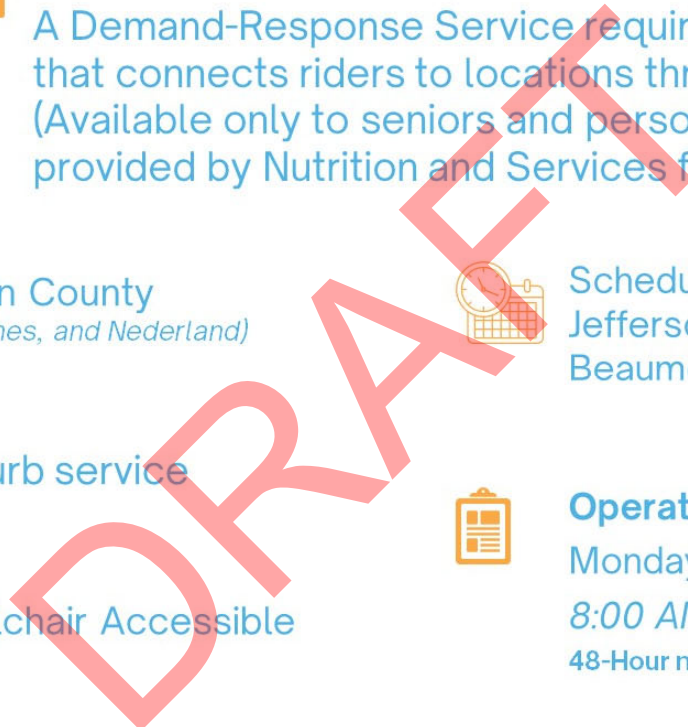 A Demand-Response Service requir
that connects riders to locations thr
(Available only to seniors and perso
provided by Nutrition and Services f
n County
nes, and Nederland)
urb service
lchair Accessible
Schedu
Jefferso
Beaum
Operat
Monday
8:00 AM
48-Hour n
DRAFT